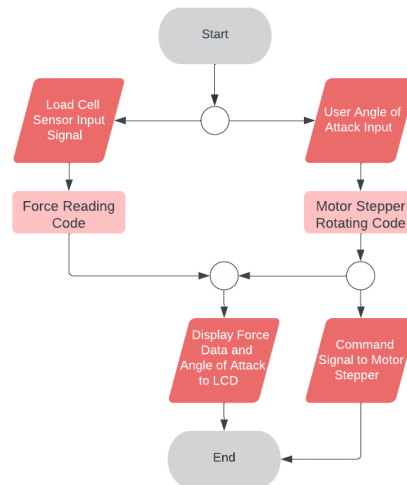 Start
Load Cell
Sensor Input
Signal
User Angle of
Attack Input
Force Reading
Code
Motor Stepper
Rotating Code
Display Force
Data and
Angle of Attack
to LCD
Command
Signal to Motor
Stepper
End